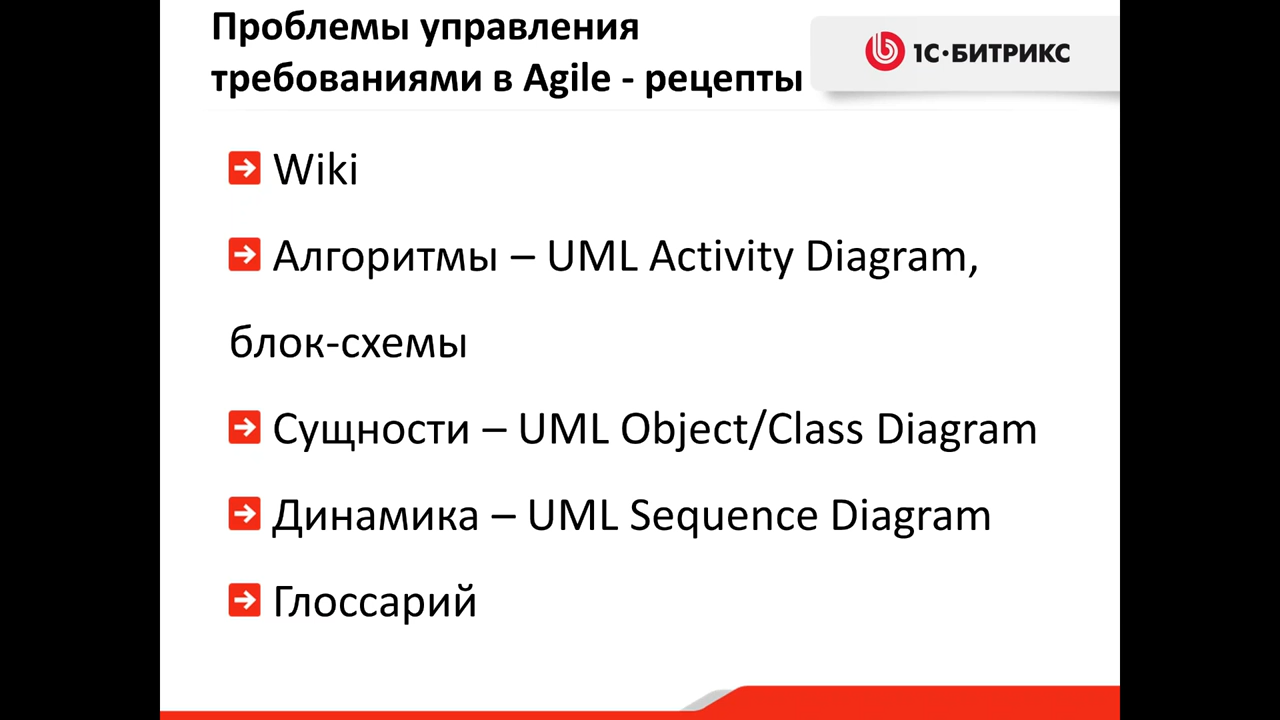 Проблемы управления
требованиями в Agile - рецепты
1С·БИТРИКС
Wiki
Алгоритмы – UML Activity Diagram,
блок-схемы
Сущности – UML Object/Class Diagram
Динамика – UML Sequence Diagram
Глоссарий